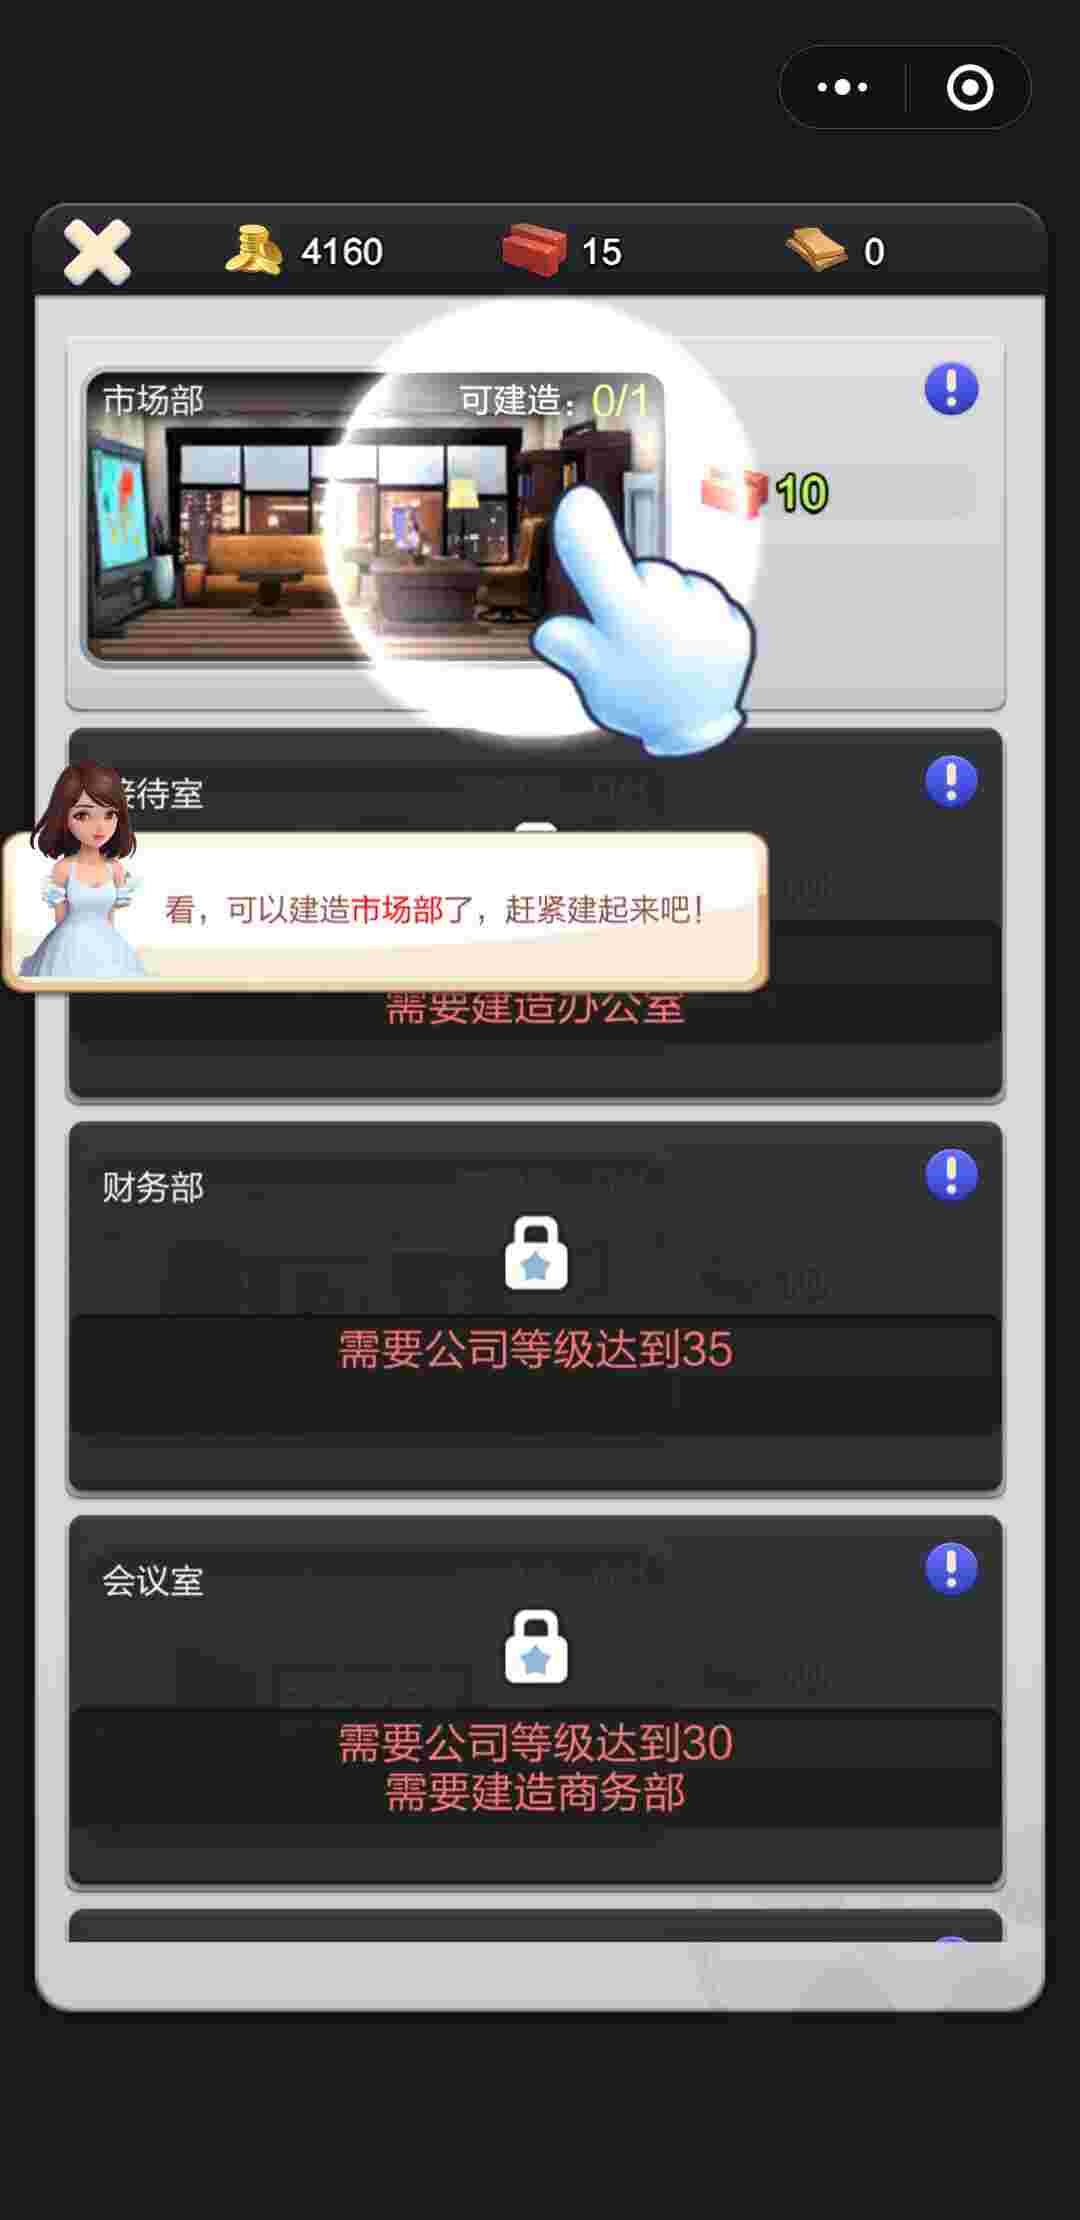 4160
15
0
市场部
可建造：0/1
10
接待室
看，可以建造市场部了，赶紧建起来吧！
需要建造办公室
财务部
需要公司等级达到35
会议室
需要公司等级达到30
需要建造商务部